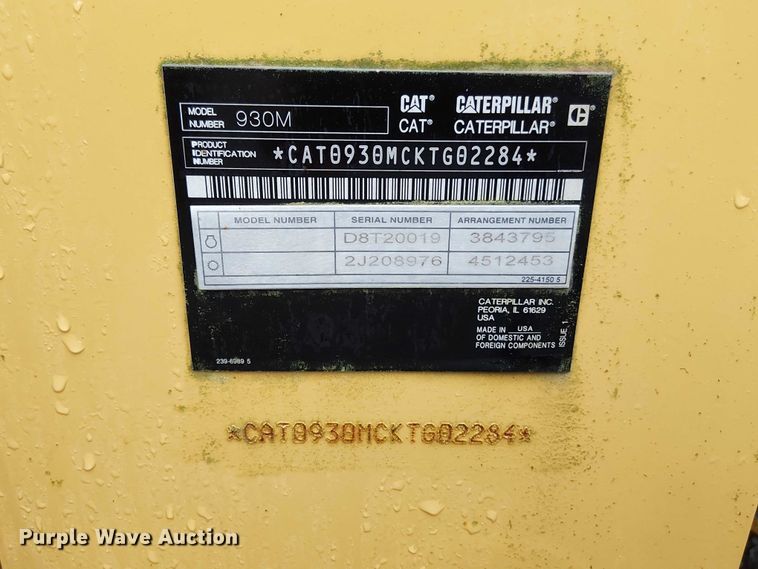 MODEL NUMBER 930M
CAT® CATERPILLAR® C
CAT® CATERPILLAR®
PRODUCT IDENTIFICATION NUMBER *CAT0930MCKTG02284*
MODEL NUMBER SERIAL NUMBER ARRANGEMENT NUMBER
D8T20019 3843795
2J208976 4512453
225-4150 5
CATERPILLAR INC.
PEORIA, IL 61629
USA
MADE IN USA
OF DOMESTIC AND
FOREIGN COMPONENTS
ISSUE 1
239-6989 5
*CAT0930MCKTG02284*
Purple Wave Auction